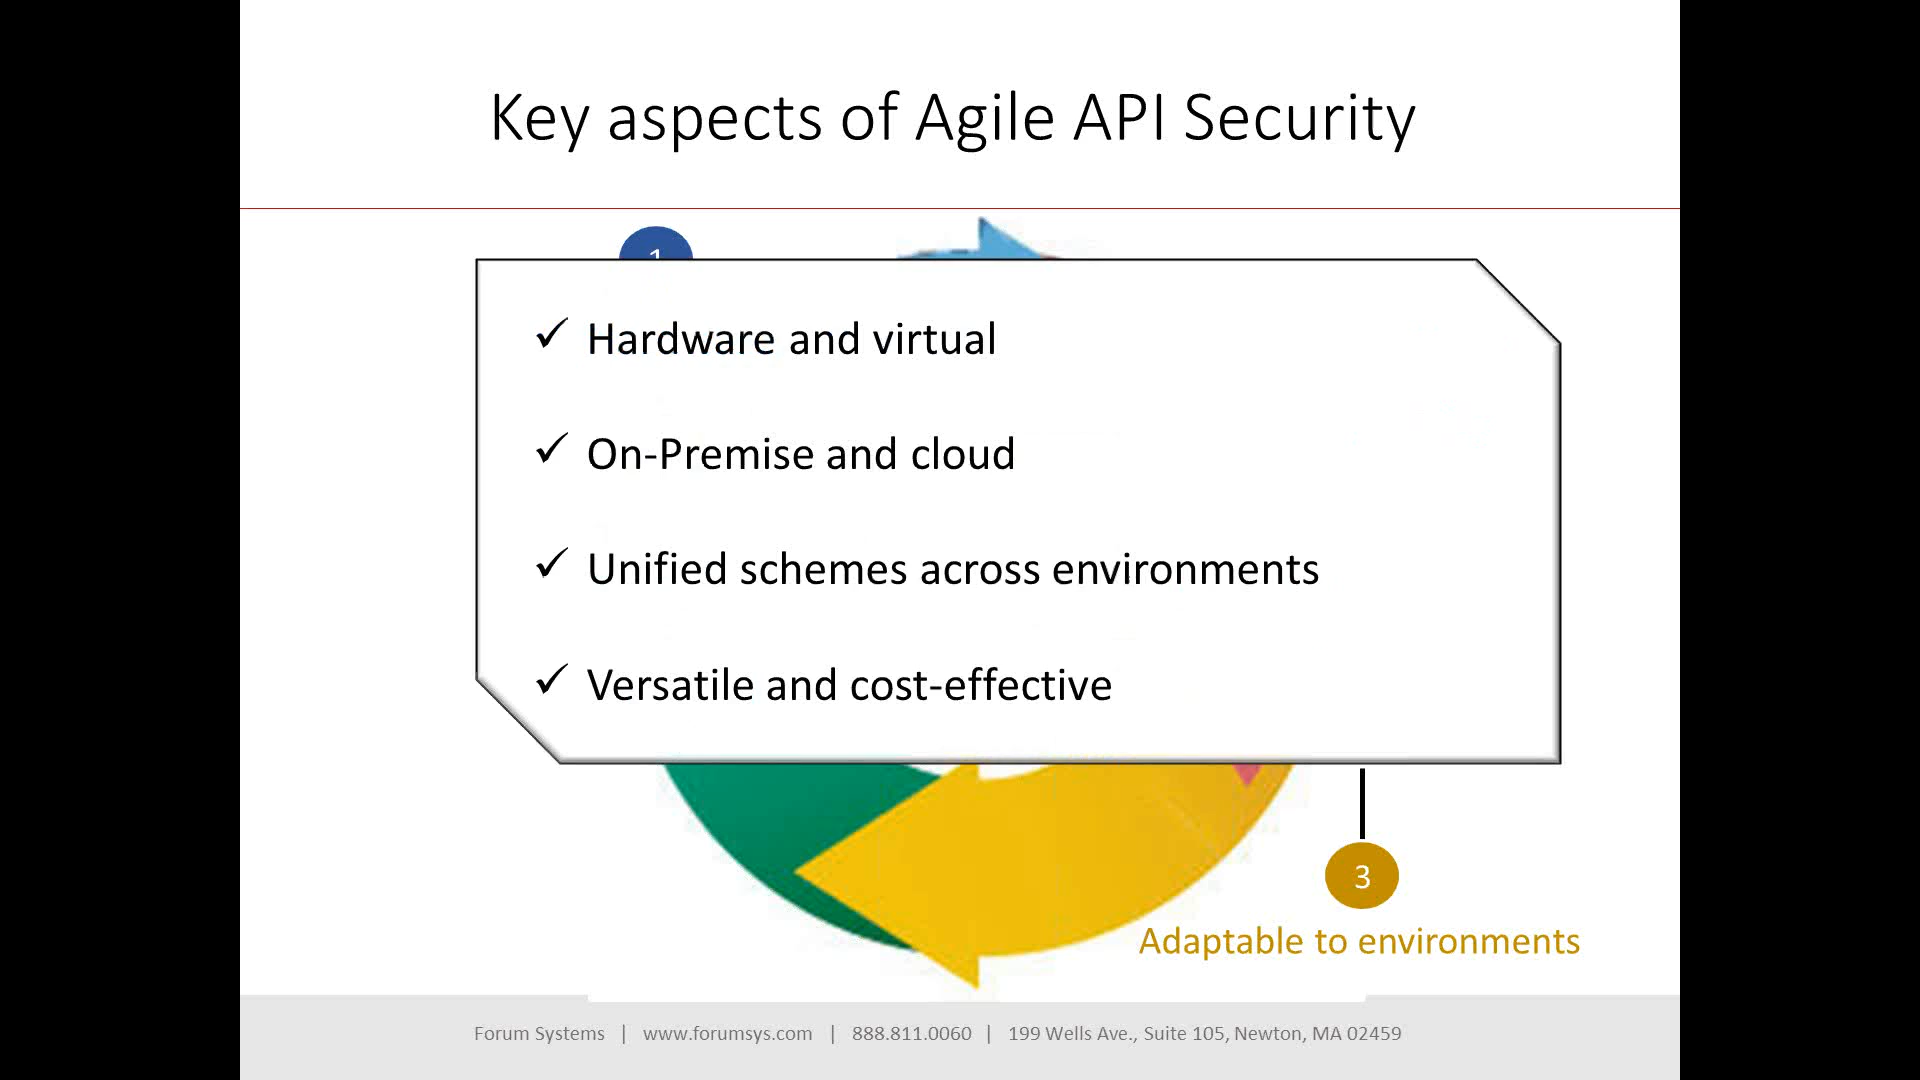 Key aspects of Agile API Security
1
✓ Hardware and virtual
✓ On-Premise and cloud
✓ Unified schemes across environments
✓ Versatile and cost-effective
3
Adaptable to environments
Forum Systems | www.forumsys.com | 888.811.0060 | 199 Wells Ave., Suite 105, Newton, MA 02459